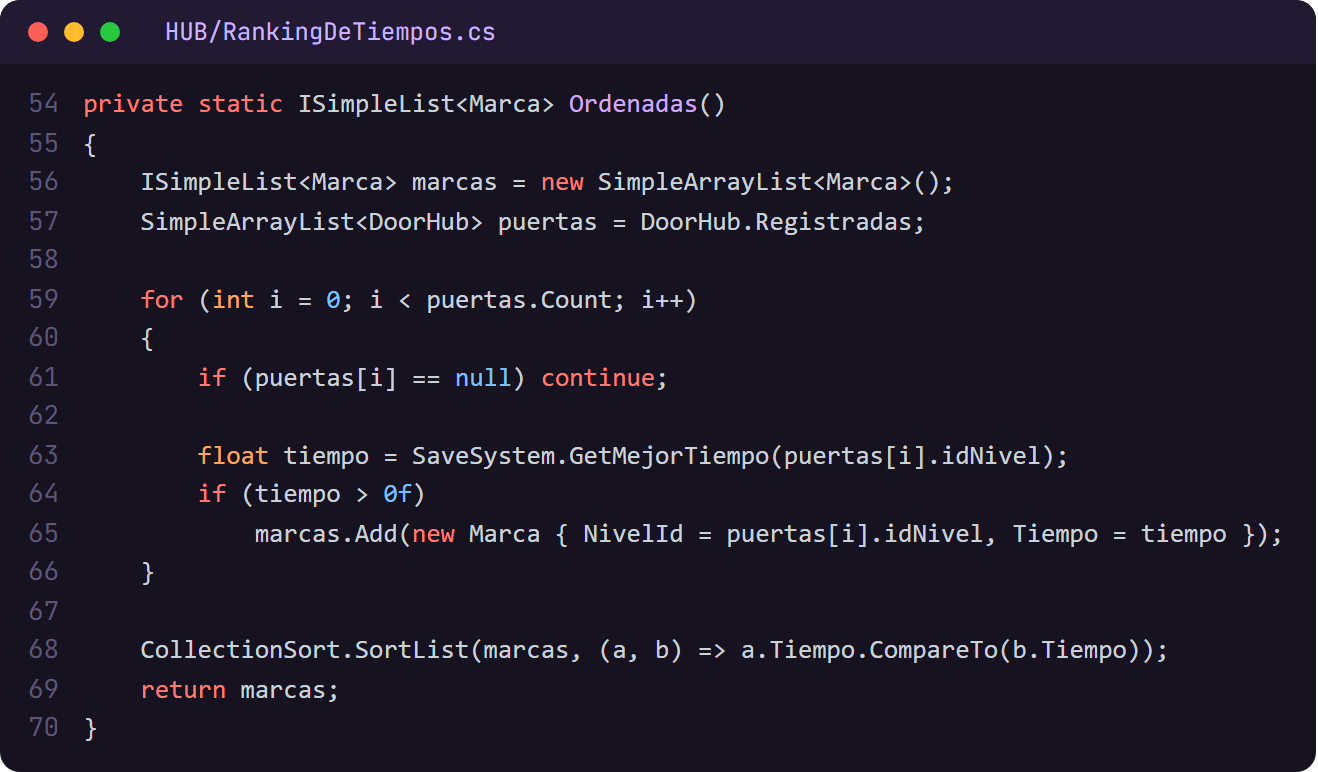 HUB/RankingDeTiempos.cs
54 private static ISimpleList<Marca> Ordenadas()
55 {
56     ISimpleList<Marca> marcas = new SimpleArrayList<Marca>();
57     SimpleArrayList<DoorHub> puertas = DoorHub.Registradas;
58
59     for (int i = 0; i < puertas.Count; i++)
60     {
61         if (puertas[i] == null) continue;
62
63         float tiempo = SaveSystem.GetMejorTiempo(puertas[i].idNivel);
64         if (tiempo > 0f)
65             marcas.Add(new Marca { NivelId = puertas[i].idNivel, Tiempo = tiempo });
66     }
67
68     CollectionSort.SortList(marcas, (a, b) => a.Tiempo.CompareTo(b.Tiempo));
69     return marcas;
70 }